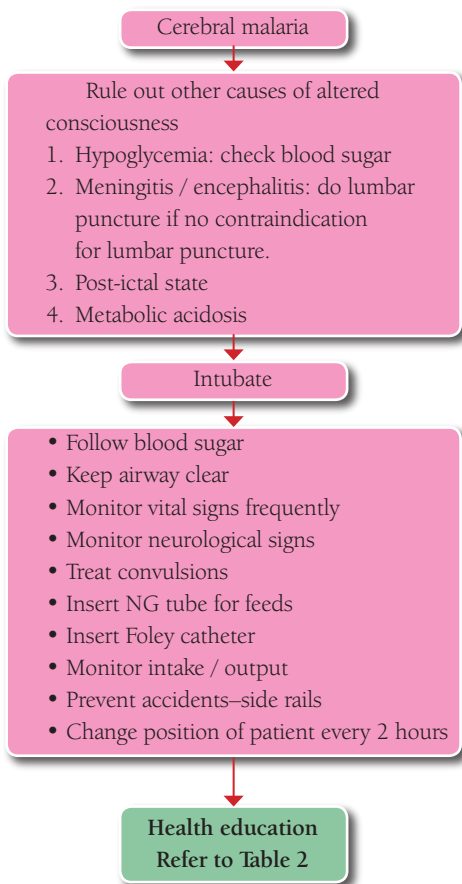 Cerebral malaria
Rule out other causes of altered
consciousness
1. Hypoglycemia: check blood sugar
2. Meningitis / encephalitis: do lumbar
puncture if no contraindication
for lumbar puncture.
3. Post-ictal state
4. Metabolic acidosis
Intubate
• Follow blood sugar
• Keep airway clear
• Monitor vital signs frequently
• Monitor neurological signs
• Treat convulsions
• Insert NG tube for feeds
• Insert Foley catheter
• Monitor intake / output
• Prevent accidents–side rails
• Change position of patient every 2 hours
Health education
Refer to Table 2